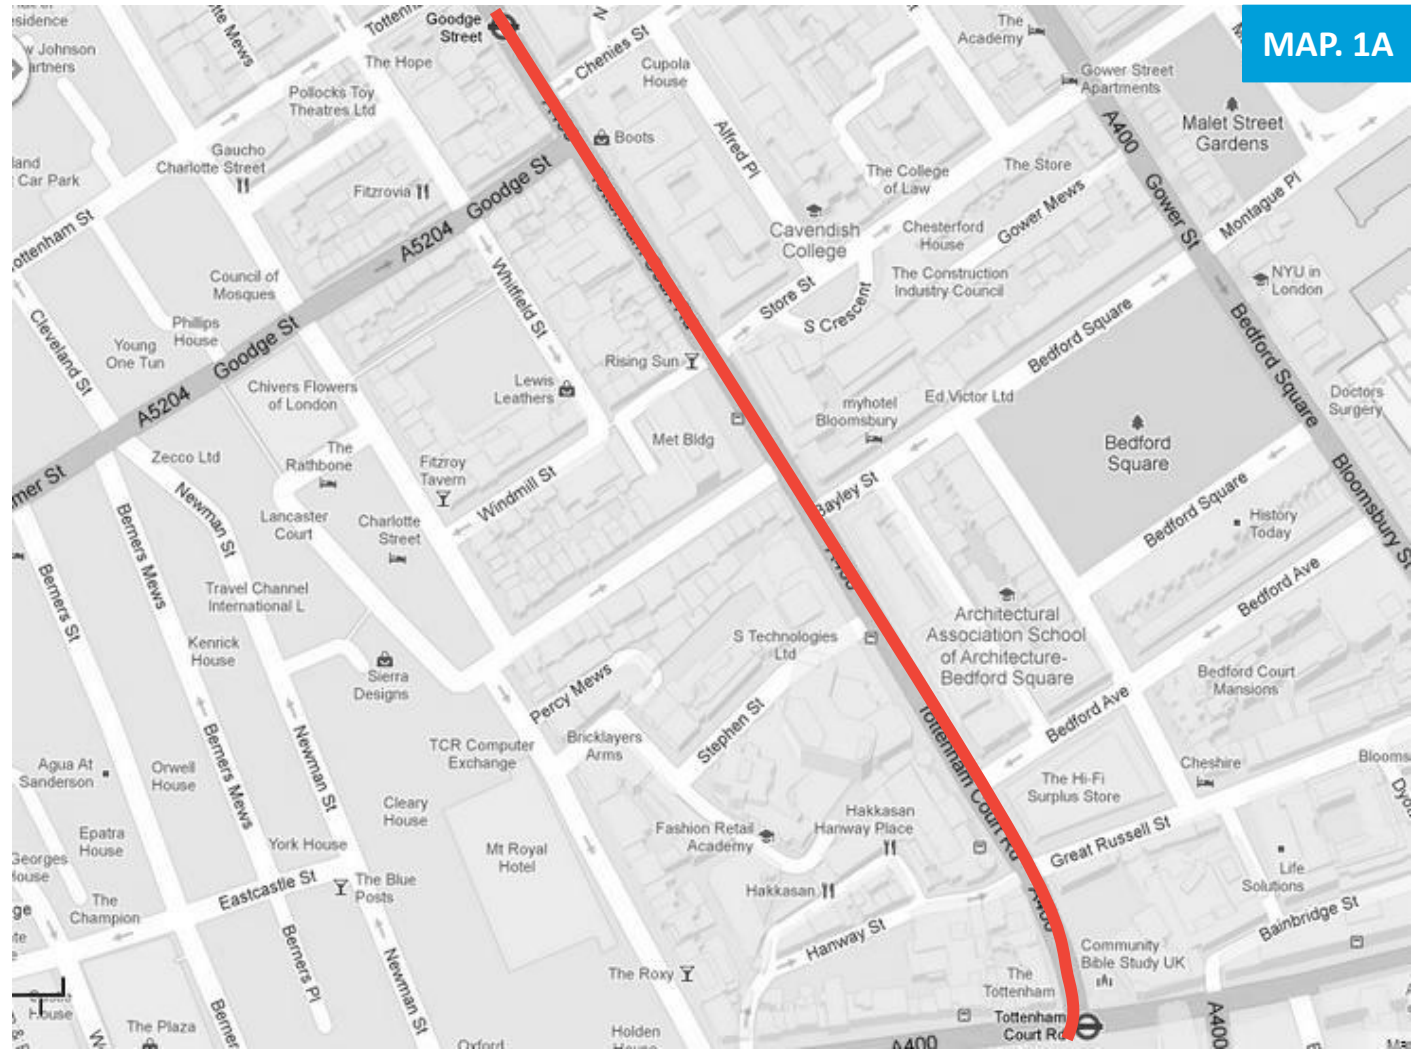 MAP. 1A
Goodge
Street
The Hope
Pollocks Toy
Theatres Ltd
Gaucho
Charlotte Street
Car Park
Fitzrovia
Chenies St
Cupola
House
Boots
Alfred Pl
The
Academy
Gower Street
Apartments
A400
Malet Street
Gardens
Gower St
Montague Pl
The College
of Law
The Store
Gower Mews
Cavendish
College
Chesterford
House
The Construction
Industry Council
NYU in
London
Goodge St
A5204
Whitfield St
Store St
S Crescent
Bedford Square
Bedford Square
Council of
Mosques
Phillips
House
Young
One Tun
Cleveland St
Goodge St
A5204
Chivers Flowers
of London
Lewis
Leathers
Rising Sun
Met Bldg
myhotel
Bloomsbury
Ed Victor Ltd
Bedford
Square
Doctors
Surgery
Bloomsbury St
Zecco Ltd
The
Rathbone
Fitzroy
Tavern
Windmill St
Bayley St
Bedford Square
History
Today
Newman St
Berners Mews
Berners St
Lancaster
Court
Charlotte
Street
Travel Channel
International L
Kenrick
House
Sierra
Designs
Percy Mews
S Technologies
Ltd
Stephen St
Architectural
Association School
of Architecture-
Bedford Square
Bedford Ave
Bedford Court
Mansions
Bedford Ave
Tottenham Court Rd
Agua At
Sanderson
Orwell
House
Berners Mews
Newman St
TCR Computer
Exchange
Bricklayers
Arms
Cleary
House
Cheshire
The Hi-Fi
Surplus Store
Epatra
House
York House
Mt Royal
Hotel
Fashion Retail
Academy
Hakkasan
Hanway Place
Great Russell St
Life
Solutions
The
Champion
Eastcastle St
The Blue
Posts
Hakkasan
Hanway St
Bainbridge St
Berners Pl
Newman St
The Roxy
The
Tottenham
Community
Bible Study UK
Tottenham
Court Rd
A400
A400
The Plaza
Holden